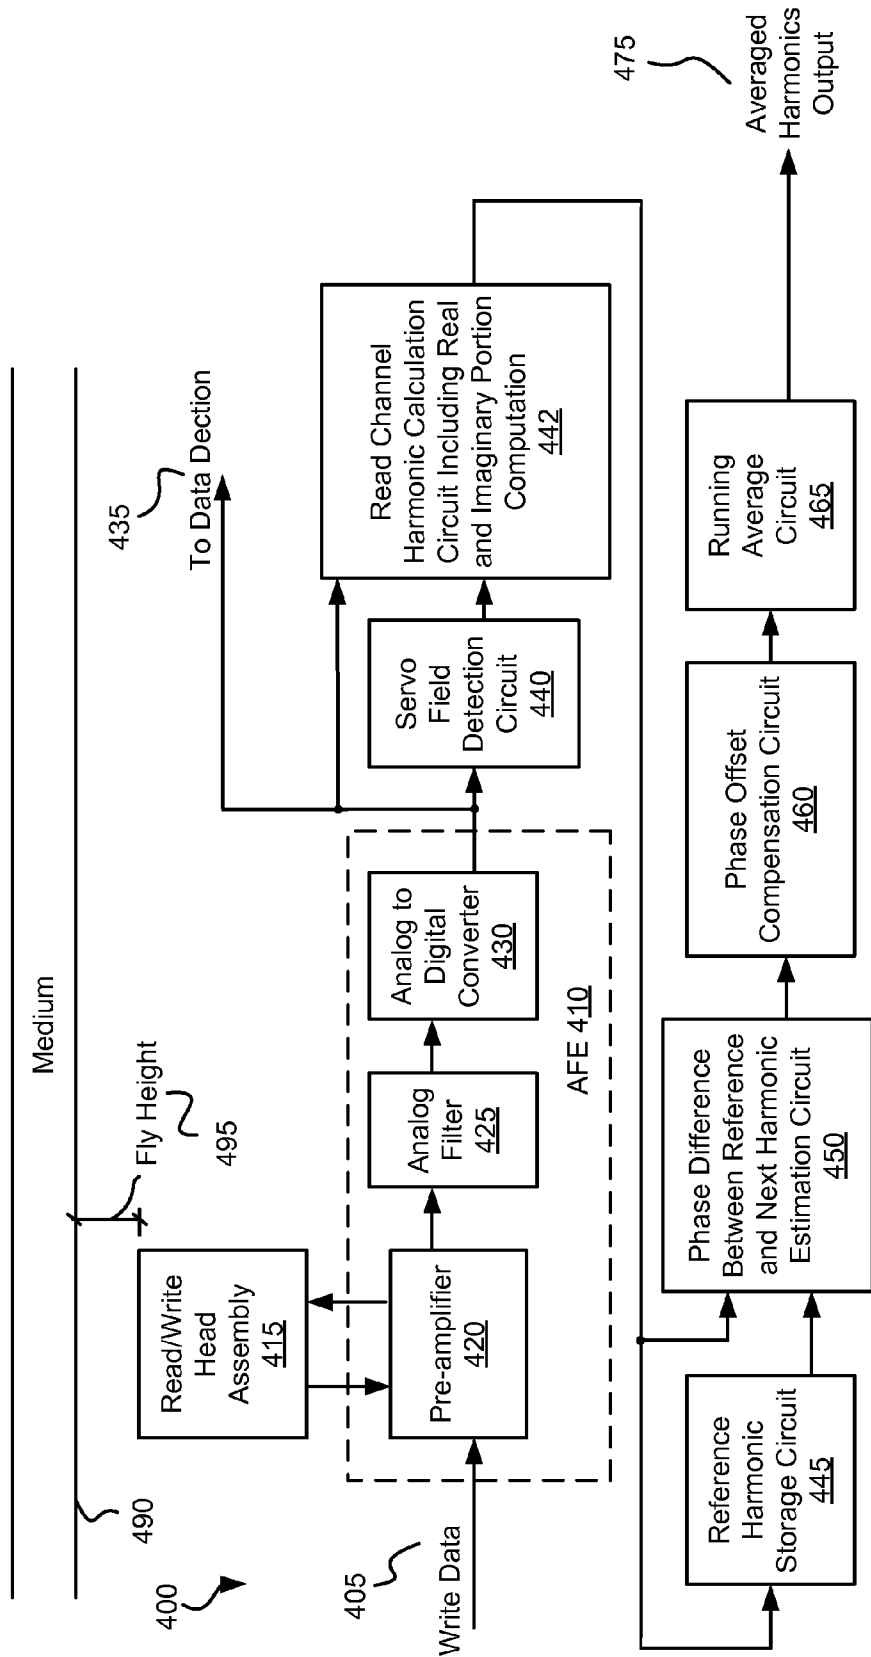 Medium
Fly Height
495
490
400
435
To Data Dection
Read/Write
Head
Assembly
415
405
Write Data
Pre-amplifier
420
Analog
Filter
425
Analog to
Digital
Converter
430
AFE 410
Servo
Field
Detection
Circuit
440
Read Channel
Harmonic Calculation
Circuit Including Real
and Imaginary Portion
Computation
442
Reference
Harmonic
Storage Circuit
445
Phase Difference
Between Reference
and Next Harmonic
Estimation Circuit
450
Phase Offset
Compensation Circuit
460
Running
Average
Circuit
465
475
Averaged
Harmonics
Output